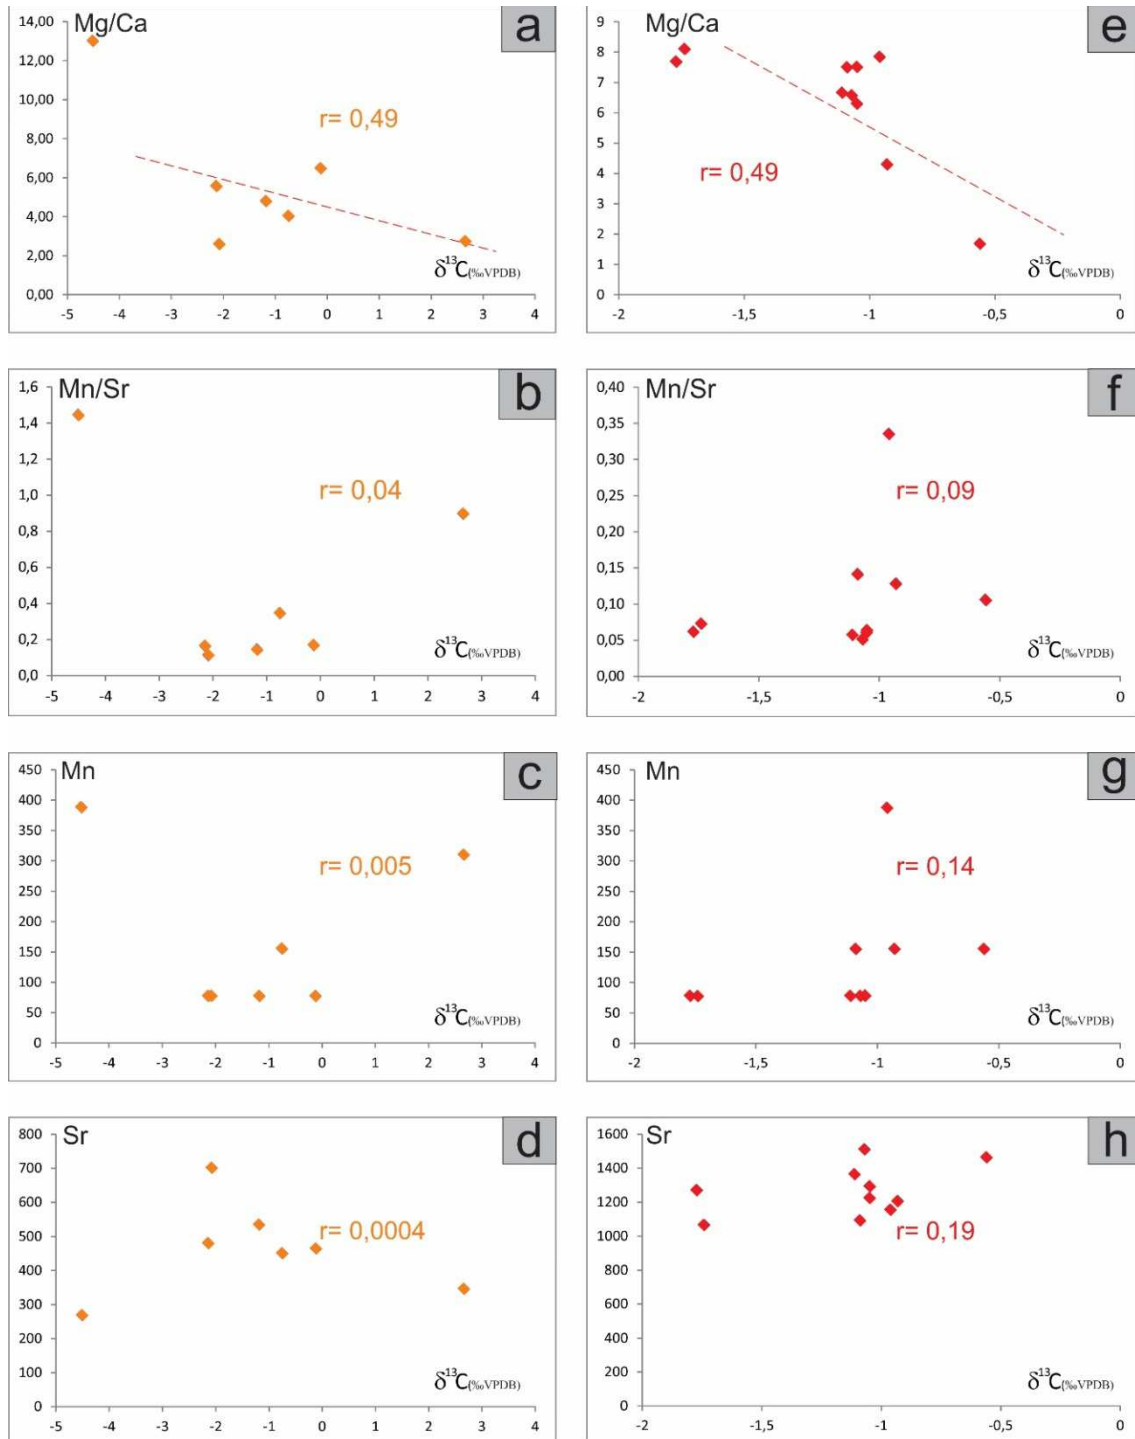 Mg/Ca
a
14,00
12,00
10,00
8,00
6,00
4,00
2,00
0,00
r= 0,49
δ13C(‰VPDB)
-5 -4 -3 -2 -1 0 1 2 3 4
Mg/Ca
e
9
8
7
6
5
4
3
2
1
0
r= 0,49
δ13C(‰VPDB)
-2 -1,5 -1 -0,5 0
Mn/Sr
b
1,6
1,4
1,2
1,0
0,8
0,6
0,4
0,2
0,0
r= 0,04
δ13C(‰VPDB)
-5 -4 -3 -2 -1 0 1 2 3 4
Mn/Sr
f
0,40
0,35
0,30
0,25
0,20
0,15
0,10
0,05
0,00
r= 0,09
δ13C(‰VPDB)
-2 -1,5 -1 -0,5 0
Mn
c
450
400
350
300
250
200
150
100
50
0
r= 0,005
δ13C(‰VPDB)
-5 -4 -3 -2 -1 0 1 2 3 4
Mn
g
450
400
350
300
250
200
150
100
50
0
r= 0,14
δ13C(‰VPDB)
-2 -1,5 -1 -0,5 0
Sr
d
800
700
600
500
400
300
200
100
0
r= 0,0004
δ13C(‰VPDB)
-5 -4 -3 -2 -1 0 1 2 3 4
Sr
h
1600
1400
1200
1000
800
600
400
200
0
r= 0,19
δ13C(‰VPDB)
-2 -1,5 -1 -0,5 0